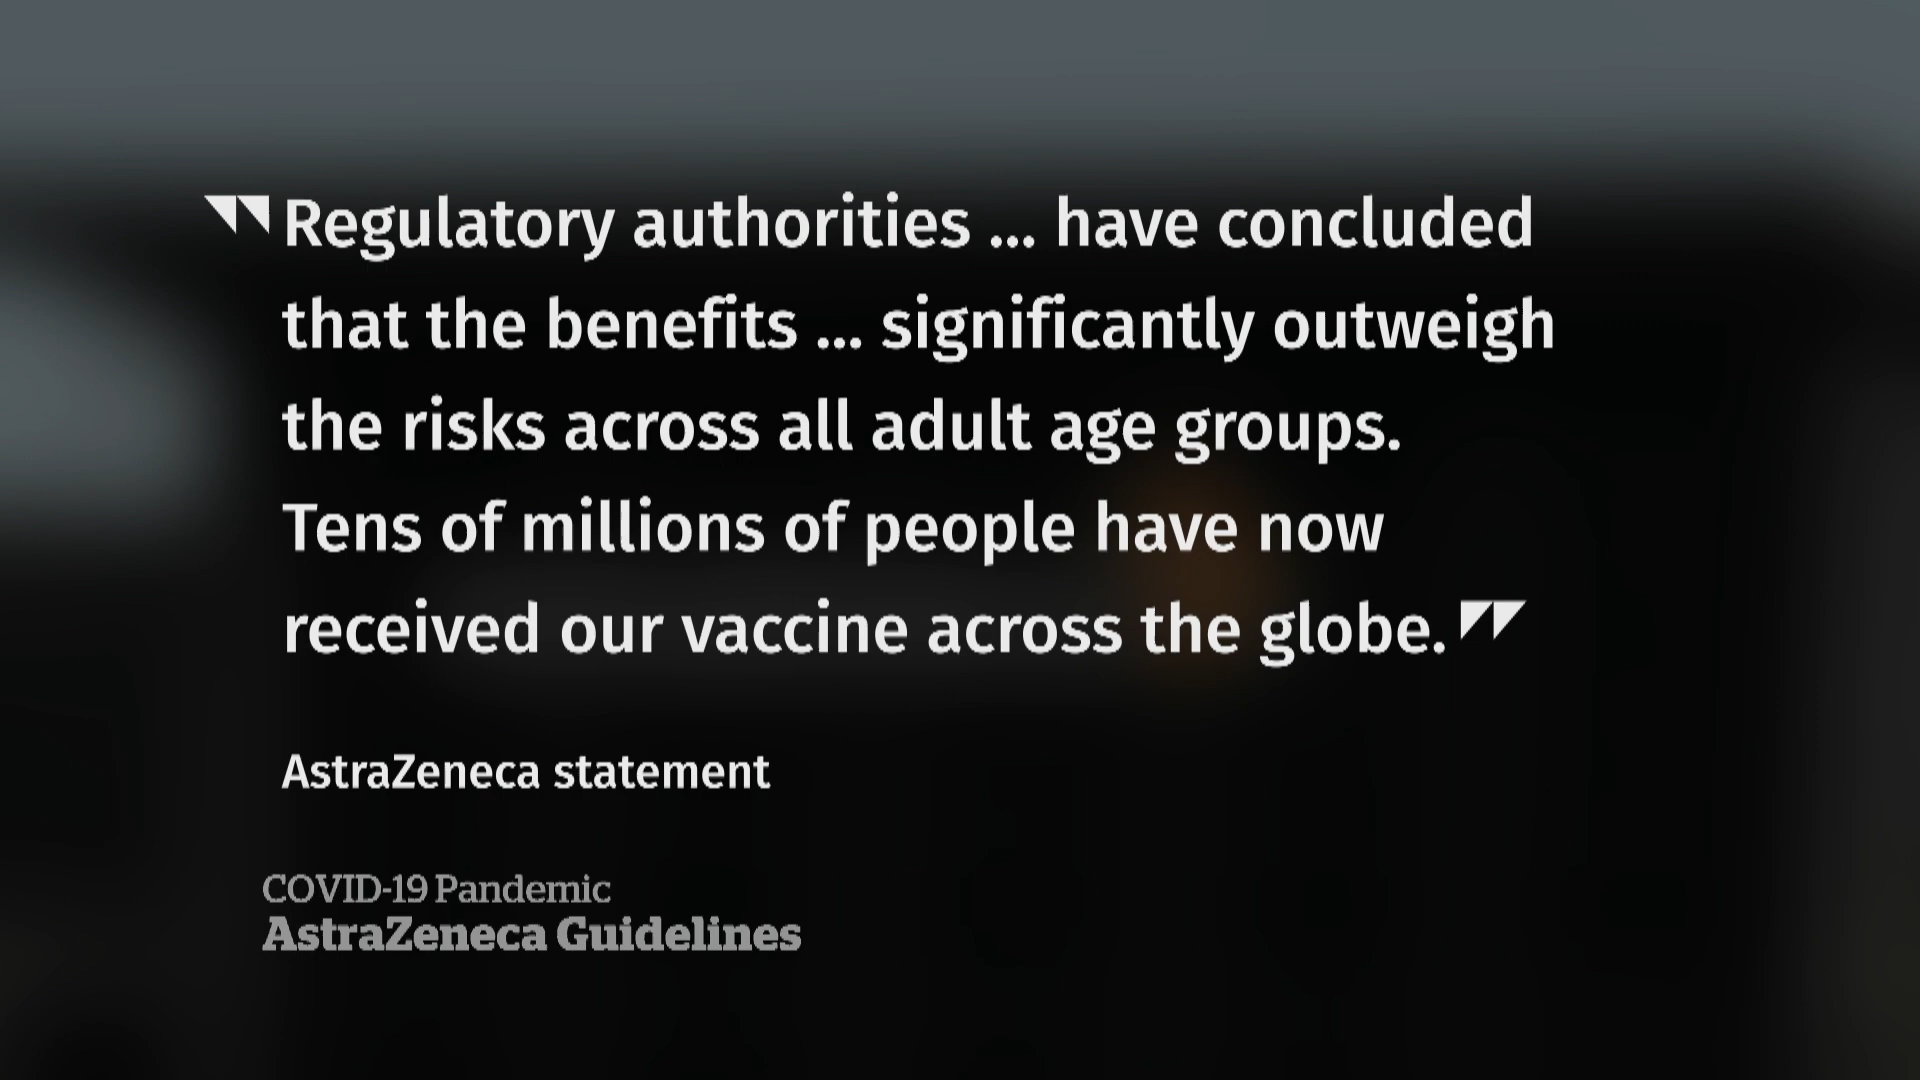 "Regulatory authorities ... have concluded
that the benefits ... significantly outweigh
the risks across all adult age groups.
Tens of millions of people have now
received our vaccine across the globe."
AstraZeneca statement
COVID-19 Pandemic
AstraZeneca Guidelines